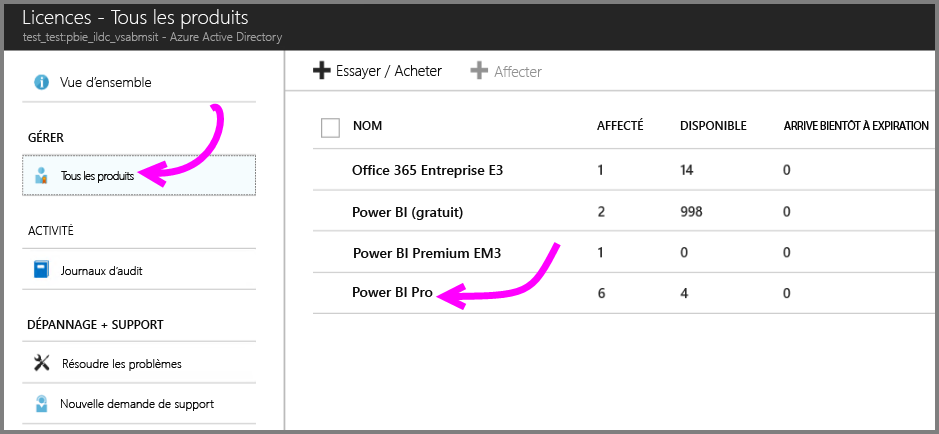 Licences - Tous les produits
test_test:pbie_ildc_vsabmsit - Azure Active Directory
Vue d'ensemble
GÉRER
Tous les produits
ACTIVITÉ
Journaux d'audit
DÉPANNAGE + SUPPORT
Résoudre les problèmes
Nouvelle demande de support
Essayer / Acheter Affecter
NOM AFFECTÉ DISPONIBLE ARRIVE BIENTÔT À EXPIRATION
Office 365 Entreprise E3 1 14 0
Power BI (gratuit) 2 998 0
Power BI Premium EM3 1 0 0
Power BI Pro 6 4 0